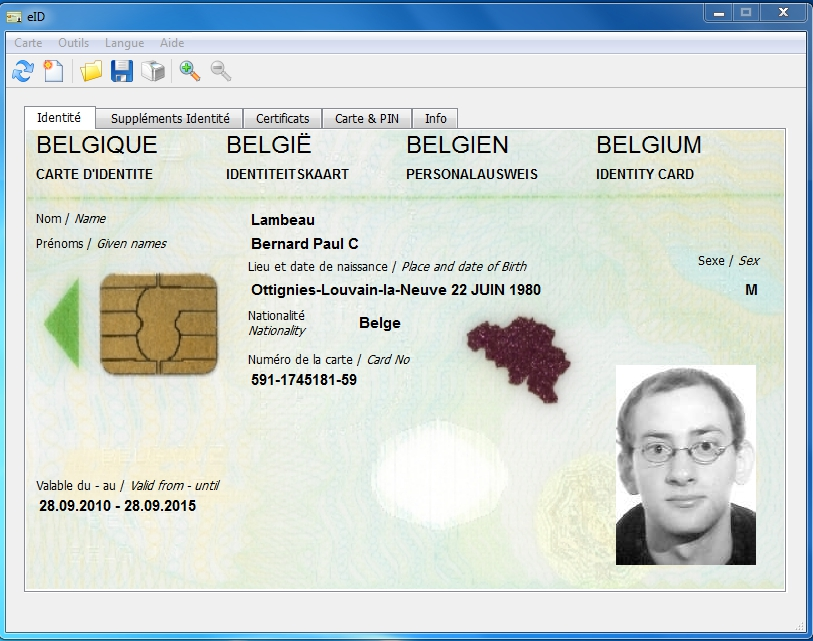 eID
Carte Outils Langue Aide
Identité Suppléments Identité Certificats Carte & PIN Info
BELGIQUE BELGIË BELGIEN BELGIUM
CARTE D'IDENTITE IDENTITEITSKAART PERSONALAUSWEIS IDENTITY CARD
Nom / Name Lambeau
Prénoms / Given names Bernard Paul C
Lieu et date de naissance / Place and date of Birth Sexe / Sex
Ottignies-Louvain-la-Neuve 22 JUIN 1980 M
Nationalité
Nationality Belge
Numéro de la carte / Card No
591-1745181-59
Valable du - au / Valid from - until
28.09.2010 - 28.09.2015